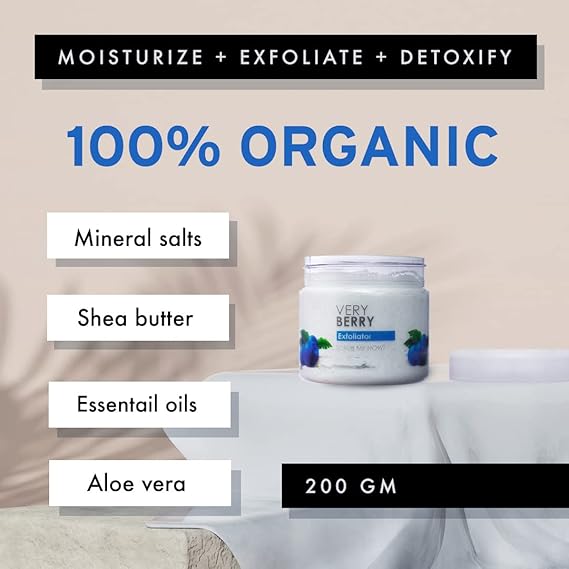 MOISTURIZE + EXFOLIATE + DETOXIFY
100% ORGANIC
Mineral salts
Shea butter
Essentail oils
Aloe vera
VERY
BERRY
Exfoliator
200 GM